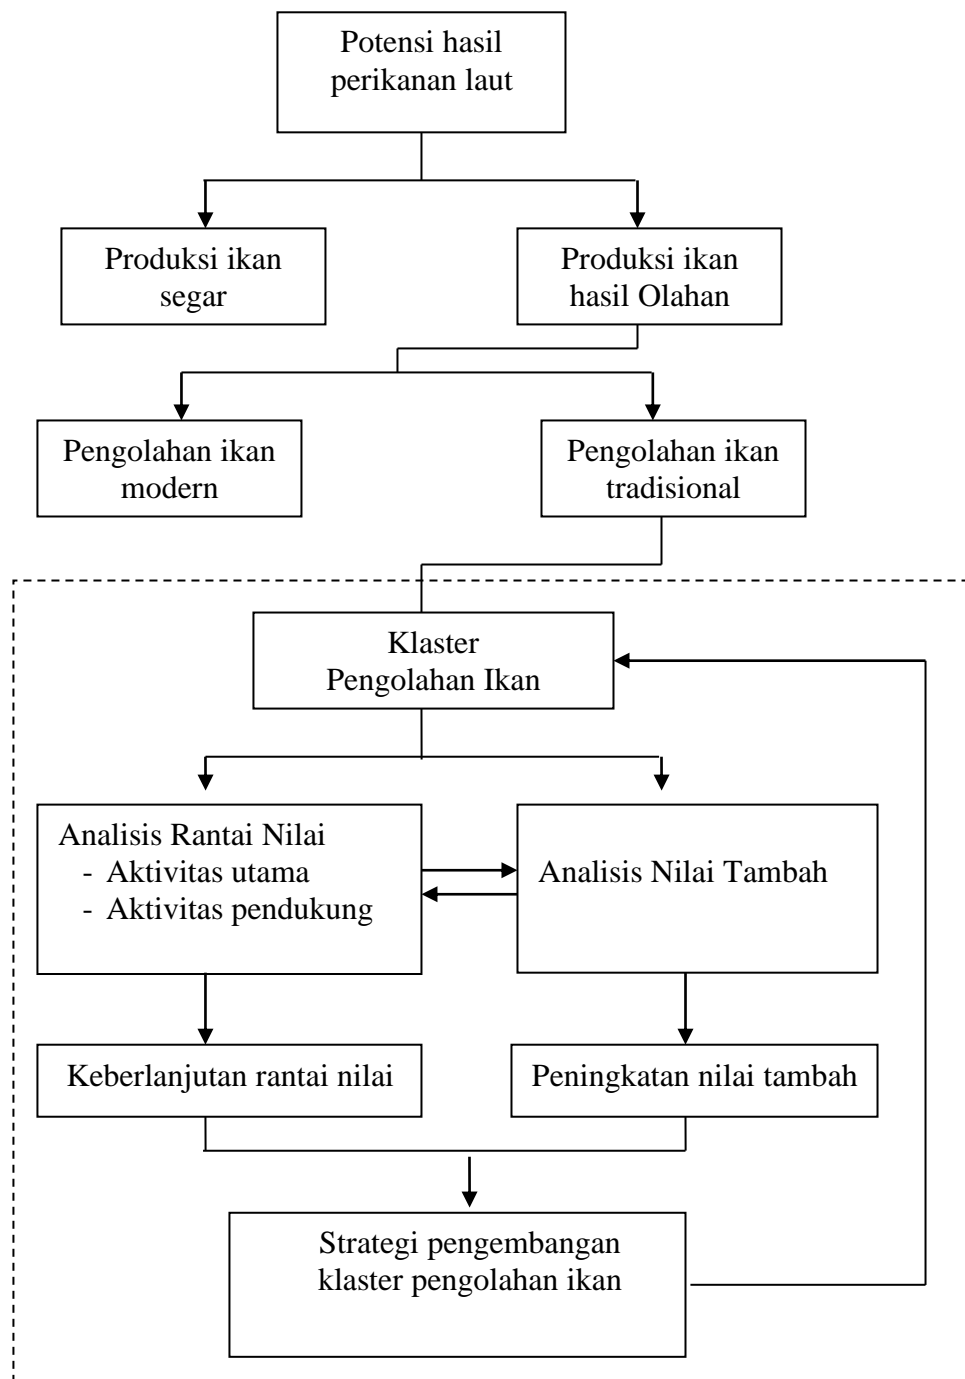 Potensi hasil
perikanan laut
Produksi ikan
segar
Produksi ikan
hasil Olahan
Pengolahan ikan
modern
Pengolahan ikan
tradisional
Klaster
Pengolahan Ikan
Analisis Rantai Nilai
- Aktivitas utama
- Aktivitas pendukung
Analisis Nilai Tambah
Keberlanjutan rantai nilai
Peningkatan nilai tambah
Strategi pengembangan
klaster pengolahan ikan